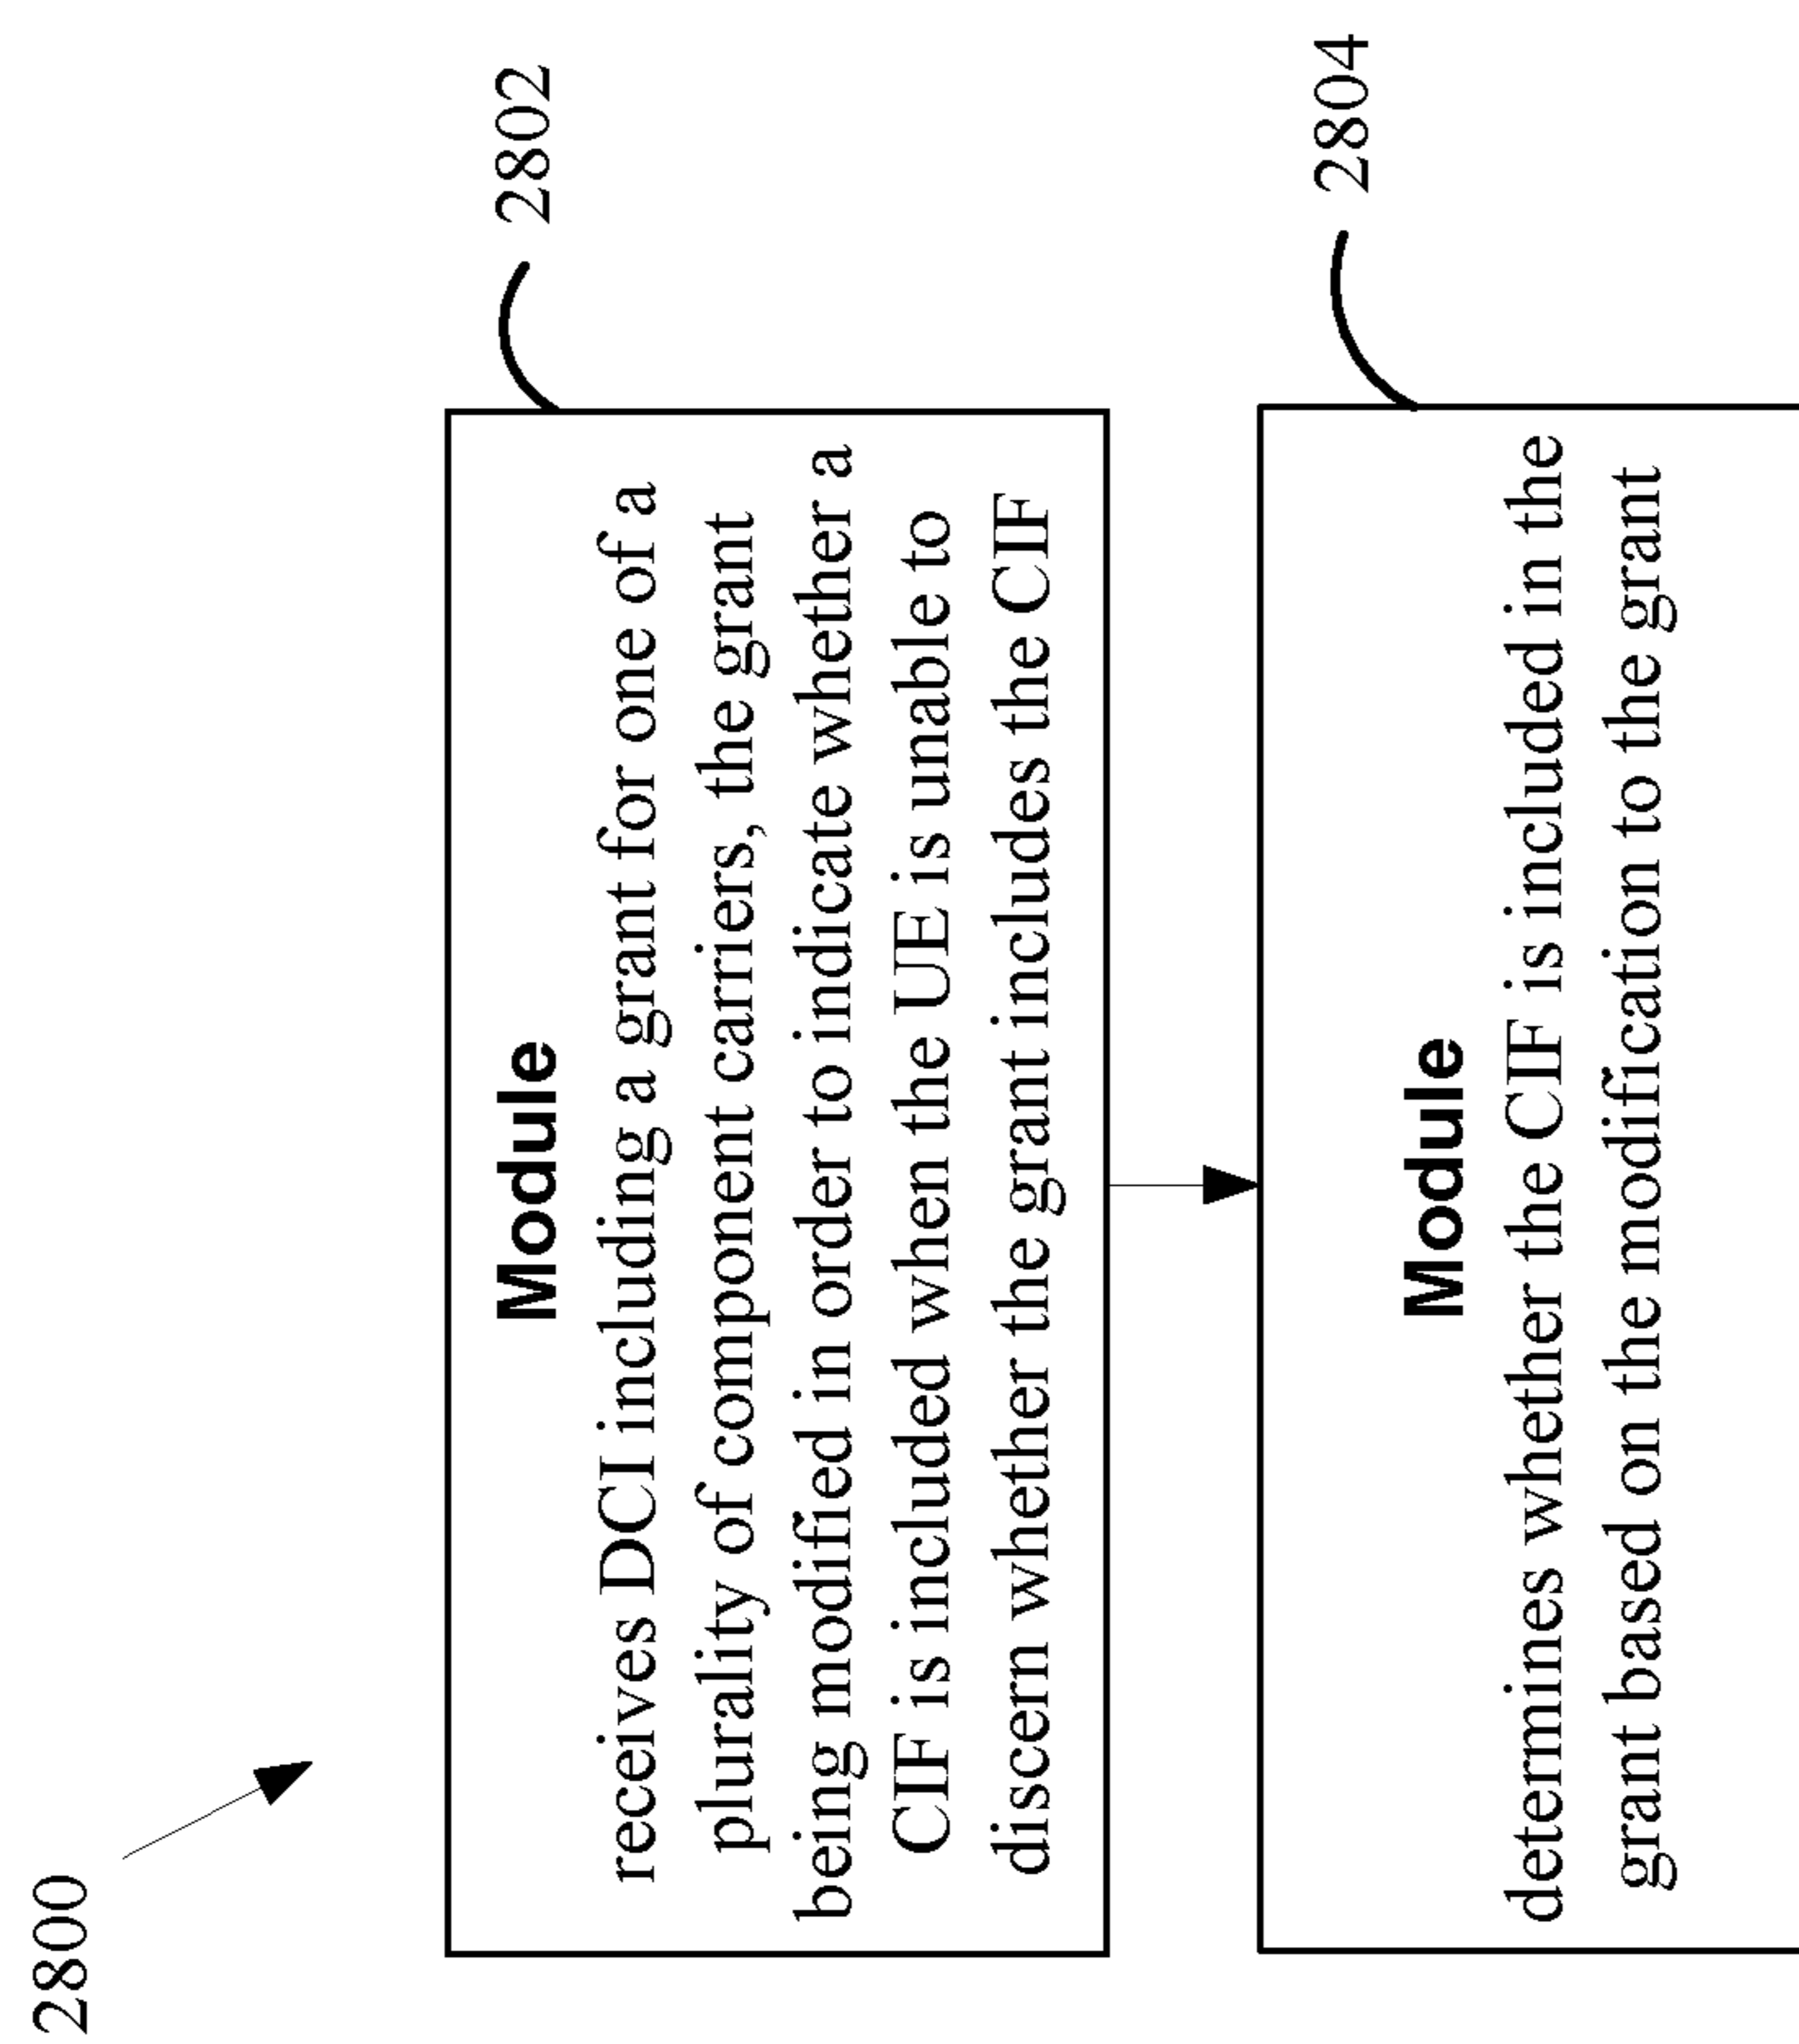 2800
2802
Module
receives DCI including a grant for one of a
plurality of component carriers, the grant
being modified in order to indicate whether a
CIF is included when the UE is unable to
discern whether the grant includes the CIF
2804
Module
determines whether the CIF is included in the
grant based on the modification to the grant